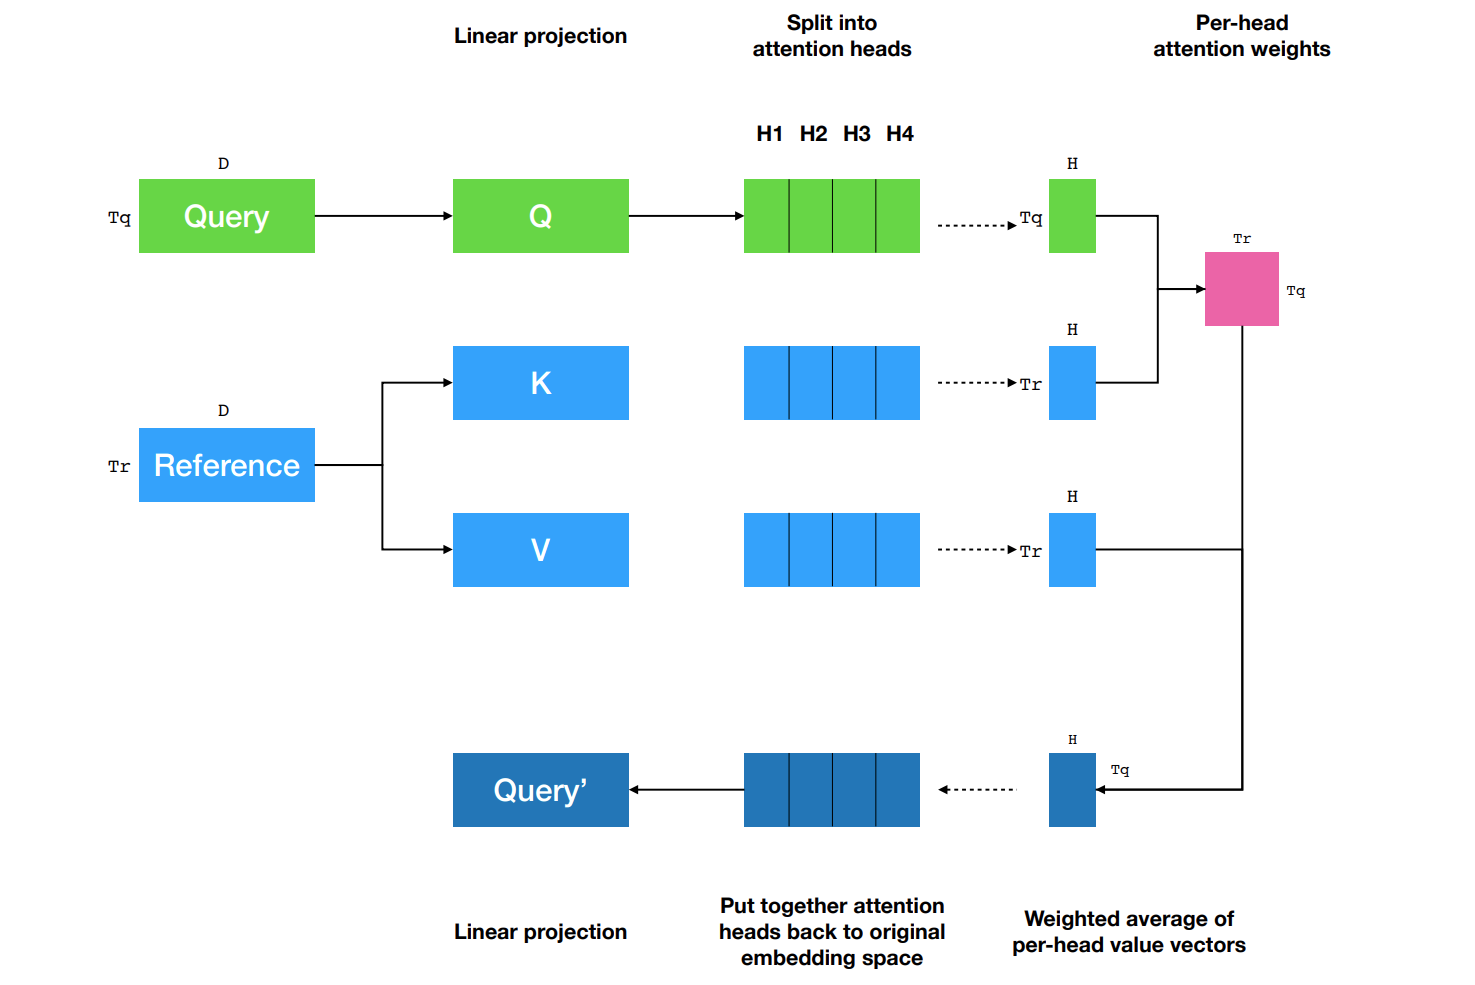 Linear projection
Split into
attention heads
Per-head
attention weights
H1 H2 H3 H4
D
Tq
Query
Q
H
Tq
Tr
Tq
K
H
Tr
D
Tr
Reference
V
H
Tr
Query’
H
Tq
Linear projection
Put together attention
heads back to original
embedding space
Weighted average of
per-head value vectors